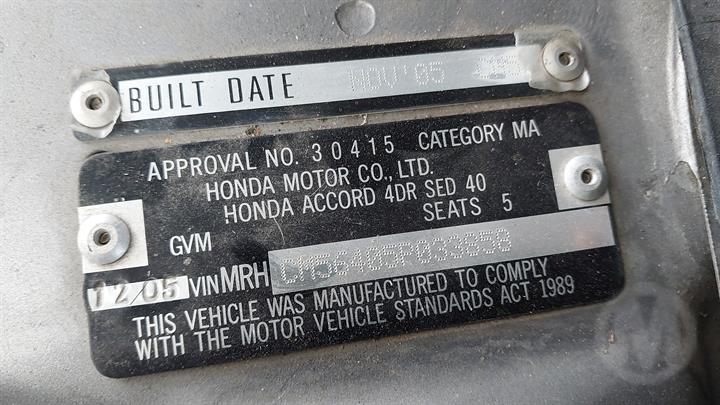 BUILT DATE NOV'05
APPROVAL NO. 30415 CATEGORY MA
HONDA MOTOR CO., LTD.
HONDA ACCORD 4DR SED 40
SEATS 5
GVM
12/05 VIN MRH CM56405P033858
THIS VEHICLE WAS MANUFACTURED TO COMPLY
WITH THE MOTOR VEHICLE STANDARDS ACT 1989
M